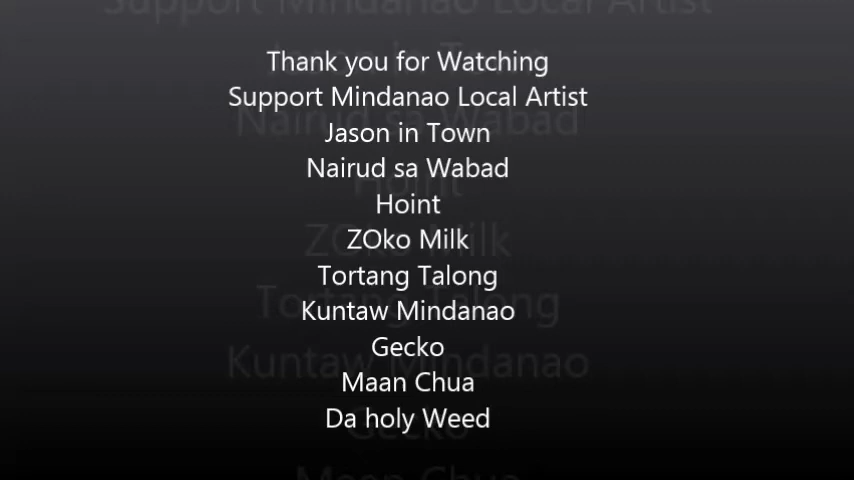 Thank you for Watching
Support Mindanao Local Artist
Jason in Town
Nairud sa Wabad
Hoint
ZOko Milk
Tortang Talong
Kuntaw Mindanao
Gecko
Maan Chua
Da holy Weed